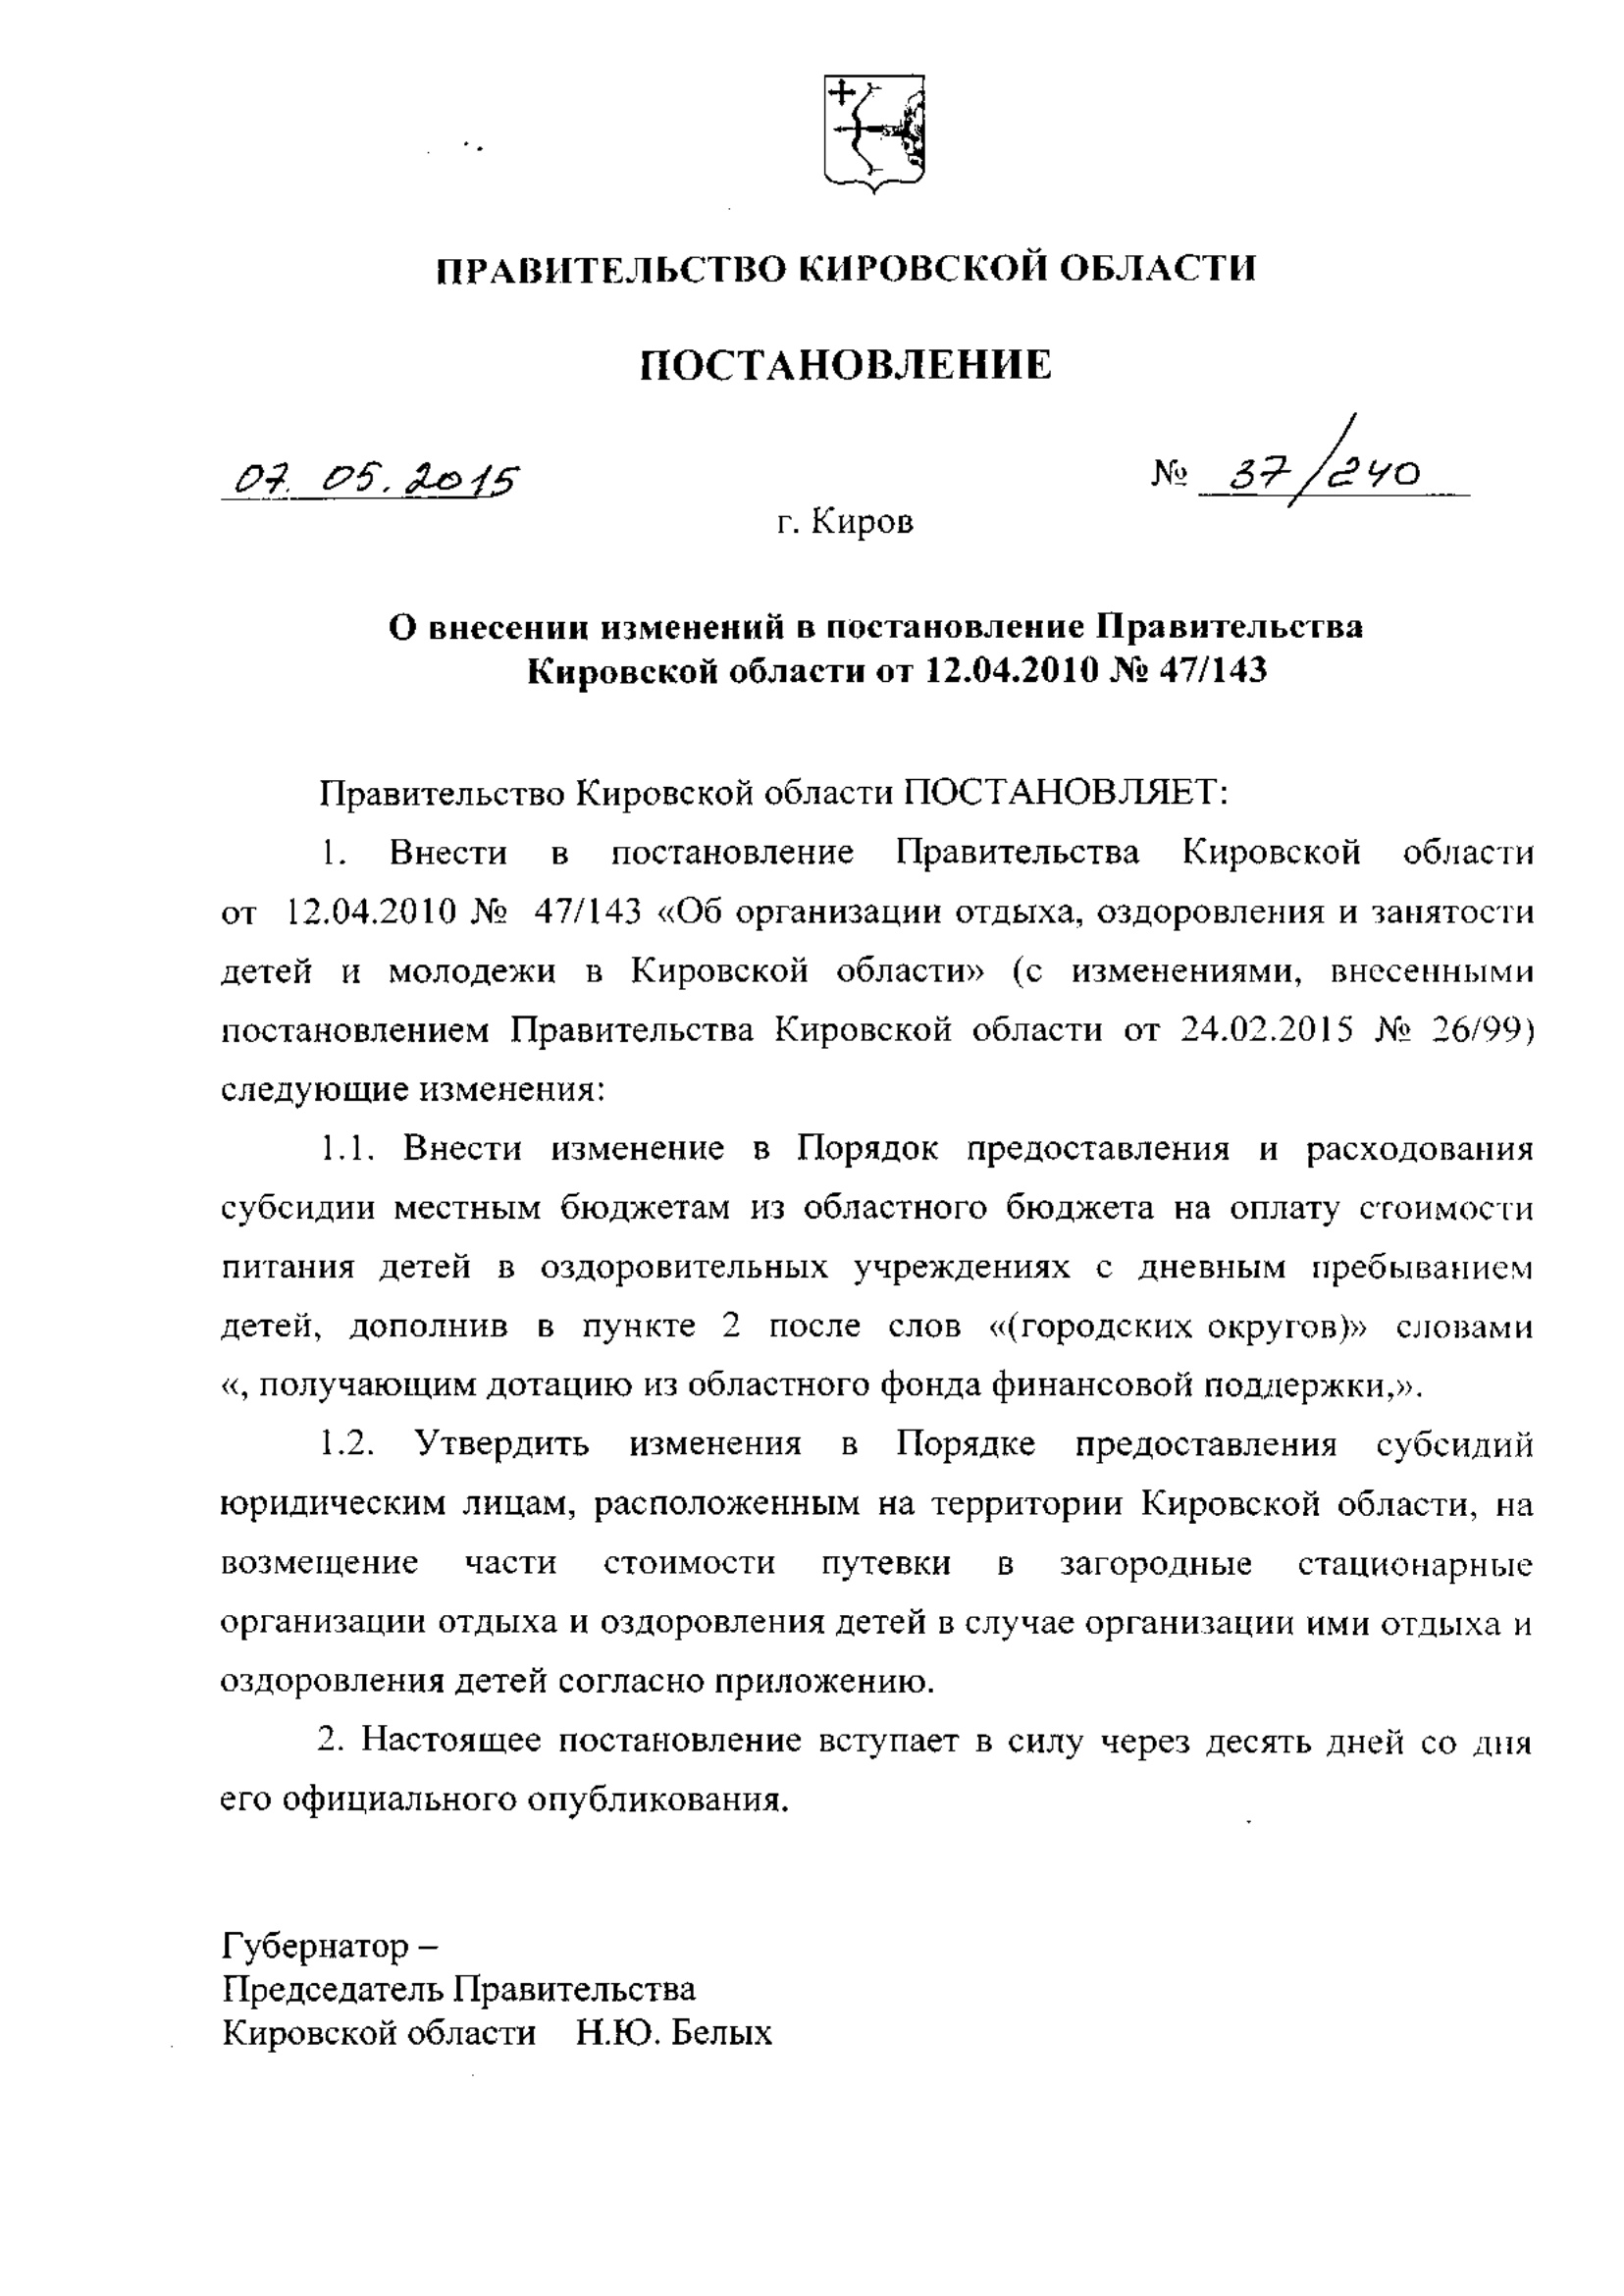 ПРАВИТЕЛЬСТВО КИРОВСКОЙ ОБЛАСТИ
ПОСТАНОВЛЕНИЕ
07. 05. 2015
№ 37/240
г. Киров
О внесении изменений в постановление Правительства
Кировской области от 12.04.2010 № 47/143
Правительство Кировской области ПОСТАНОВЛЯЕТ:
1. Внести в постановление Правительства Кировской области
от 12.04.2010 № 47/143 «Об организации отдыха, оздоровления и занятости
детей и молодежи в Кировской области» (с изменениями, внесенными
постановлением Правительства Кировской области от 24.02.2015 № 26/99)
следующие изменения:
1.1. Внести изменение в Порядок предоставления и расходования
субсидии местным бюджетам из областного бюджета на оплату стоимости
питания детей в оздоровительных учреждениях с дневным пребыванием
детей, дополнив в пункте 2 после слов «(городских округов)» словами
«, получающим дотацию из областного фонда финансовой поддержки,».
1.2. Утвердить изменения в Порядке предоставления субсидий
юридическим лицам, расположенным на территории Кировской области, на
возмещение части стоимости путевки в загородные стационарные
организации отдыха и оздоровления детей в случае организации ими отдыха и
оздоровления детей согласно приложению.
2. Настоящее постановление вступает в силу через десять дней со дня
его официального опубликования.
Губернатор –
Председатель Правительства
Кировской области Н.Ю. Белых